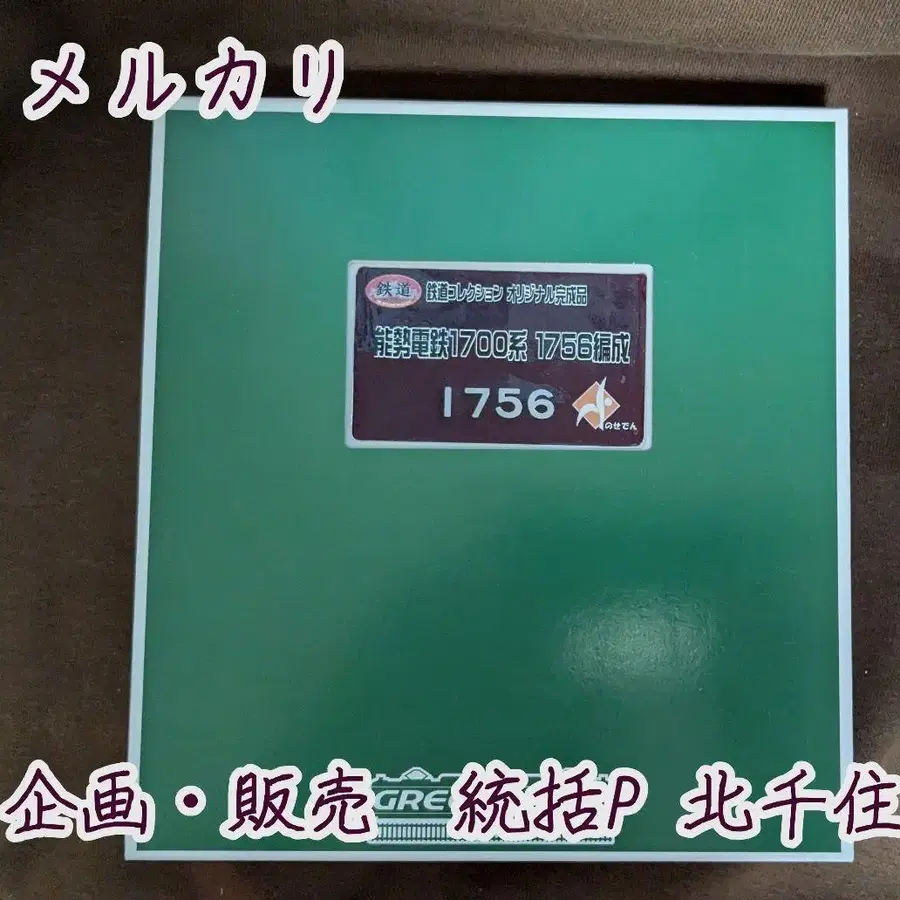 メルカリ
鉄道 鉄道コレクション オリジナル完成品
能勢電鉄1700系 1756編成
1756
のせでん
企画・販売 統括P 北千住